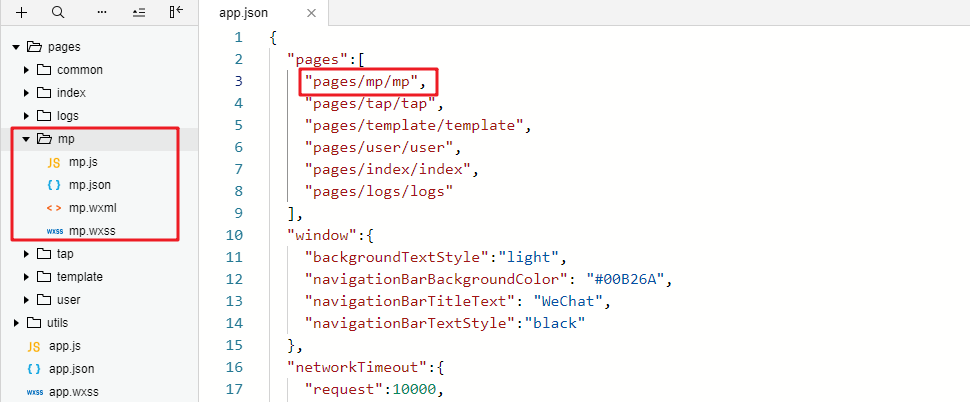 app.json
pages
common
index
logs
mp
JS mp.js
{ } mp.json
< > mp.wxml
wxss mp.wxss
tap
template
user
utils
JS app.js
{ } app.json
wxss app.wxss
1 {
2 "pages":[
3 "pages/mp/mp",
4 "pages/tap/tap",
5 "pages/template/template",
6 "pages/user/user",
7 "pages/index/index",
8 "pages/logs/logs"
9 ],
10 "window":{
11 "backgroundTextStyle":"light",
12 "navigationBarBackgroundColor": "#00B26A",
13 "navigationBarTitleText": "WeChat",
14 "navigationBarTextStyle":"black"
15 },
16 "networkTimeout":{
17 "request":10000,